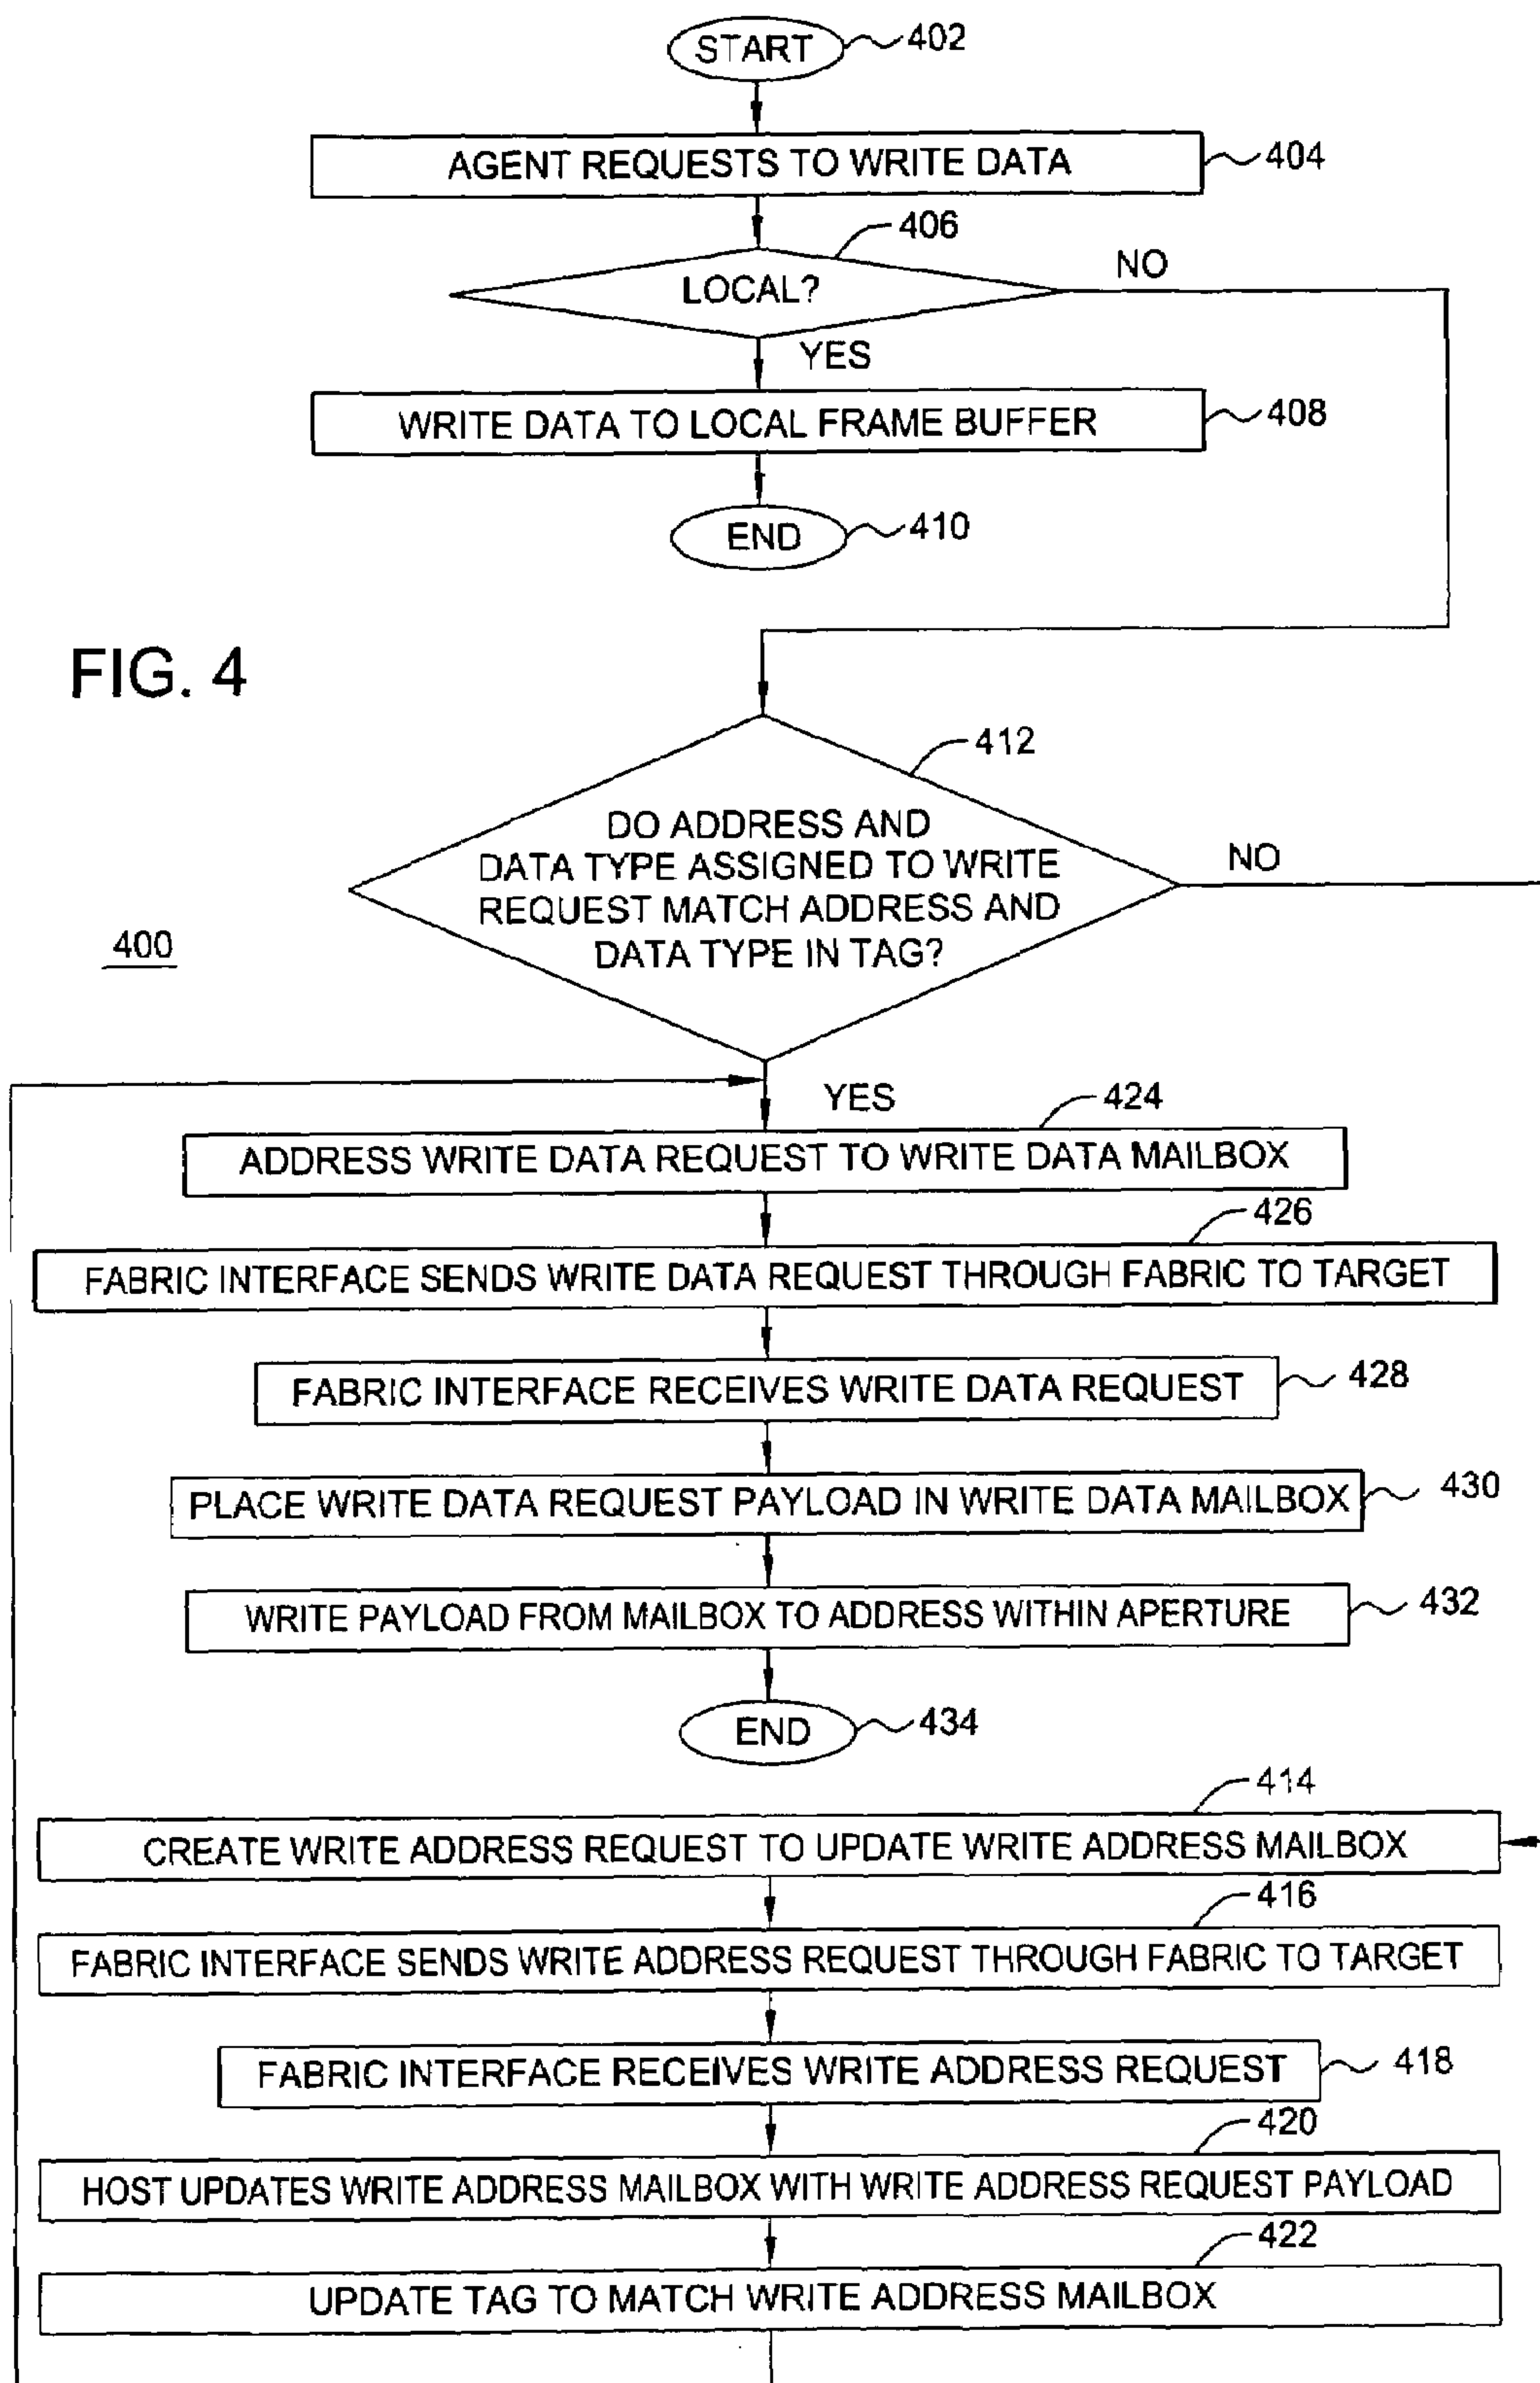 START
402
AGENT REQUESTS TO WRITE DATA
404
406
LOCAL?
NO
YES
WRITE DATA TO LOCAL FRAME BUFFER
408
END
410
FIG. 4
412
DO ADDRESS AND
DATA TYPE ASSIGNED TO WRITE
REQUEST MATCH ADDRESS AND
DATA TYPE IN TAG?
NO
400
YES
424
ADDRESS WRITE DATA REQUEST TO WRITE DATA MAILBOX
426
FABRIC INTERFACE SENDS WRITE DATA REQUEST THROUGH FABRIC TO TARGET
FABRIC INTERFACE RECEIVES WRITE DATA REQUEST
428
PLACE WRITE DATA REQUEST PAYLOAD IN WRITE DATA MAILBOX
430
WRITE PAYLOAD FROM MAILBOX TO ADDRESS WITHIN APERTURE
432
END
434
414
CREATE WRITE ADDRESS REQUEST TO UPDATE WRITE ADDRESS MAILBOX
416
FABRIC INTERFACE SENDS WRITE ADDRESS REQUEST THROUGH FABRIC TO TARGET
FABRIC INTERFACE RECEIVES WRITE ADDRESS REQUEST
418
420
HOST UPDATES WRITE ADDRESS MAILBOX WITH WRITE ADDRESS REQUEST PAYLOAD
422
UPDATE TAG TO MATCH WRITE ADDRESS MAILBOX